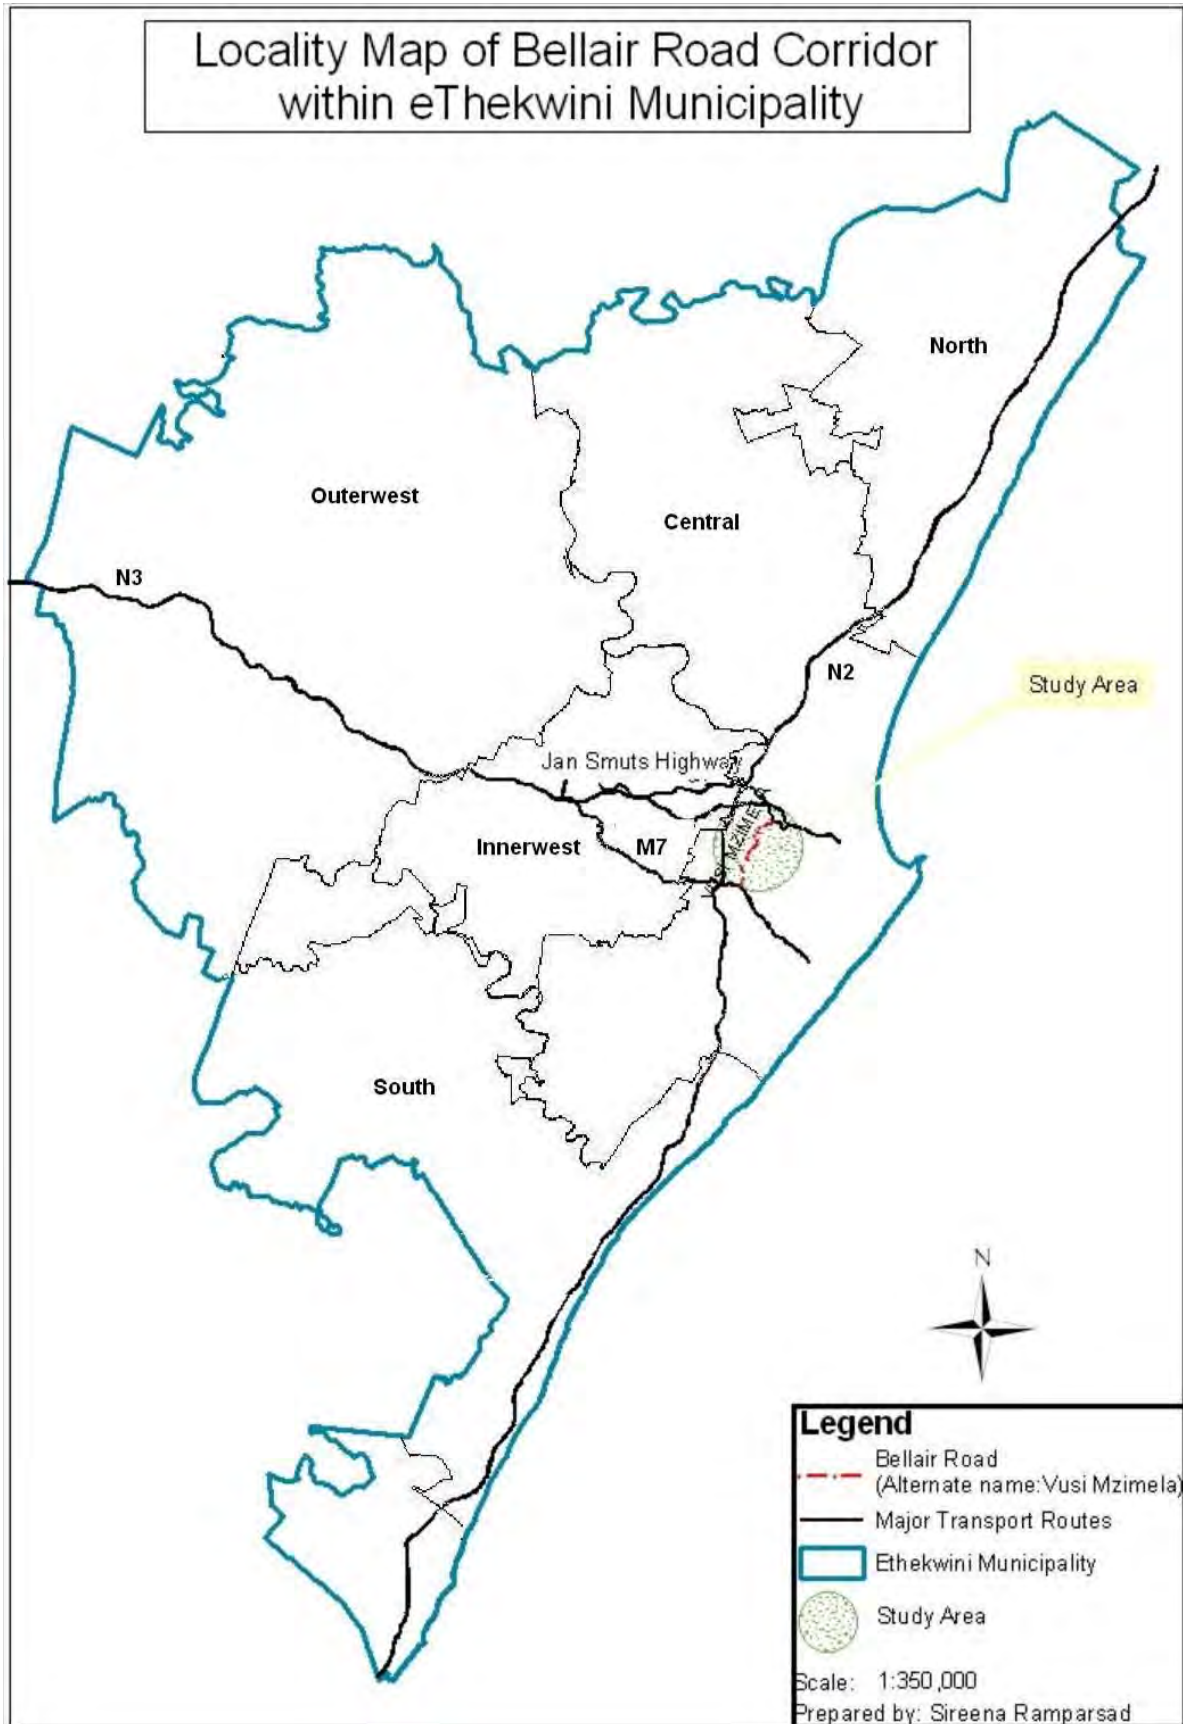 Locality Map of Bellair Road Corridor
within eThekwini Municipality
North
Outerwest
Central
N3
N2
Study Area
Jan Smuts Highway
Innerwest
M7
MZIMELA
South
N
Legend
Bellair Road
(Alternate name:Vusi Mzimela)
Major Transport Routes
Ethekwini Municipality
Study Area
Scale: 1:350,000
Prepared by: Sireena Ramparsad